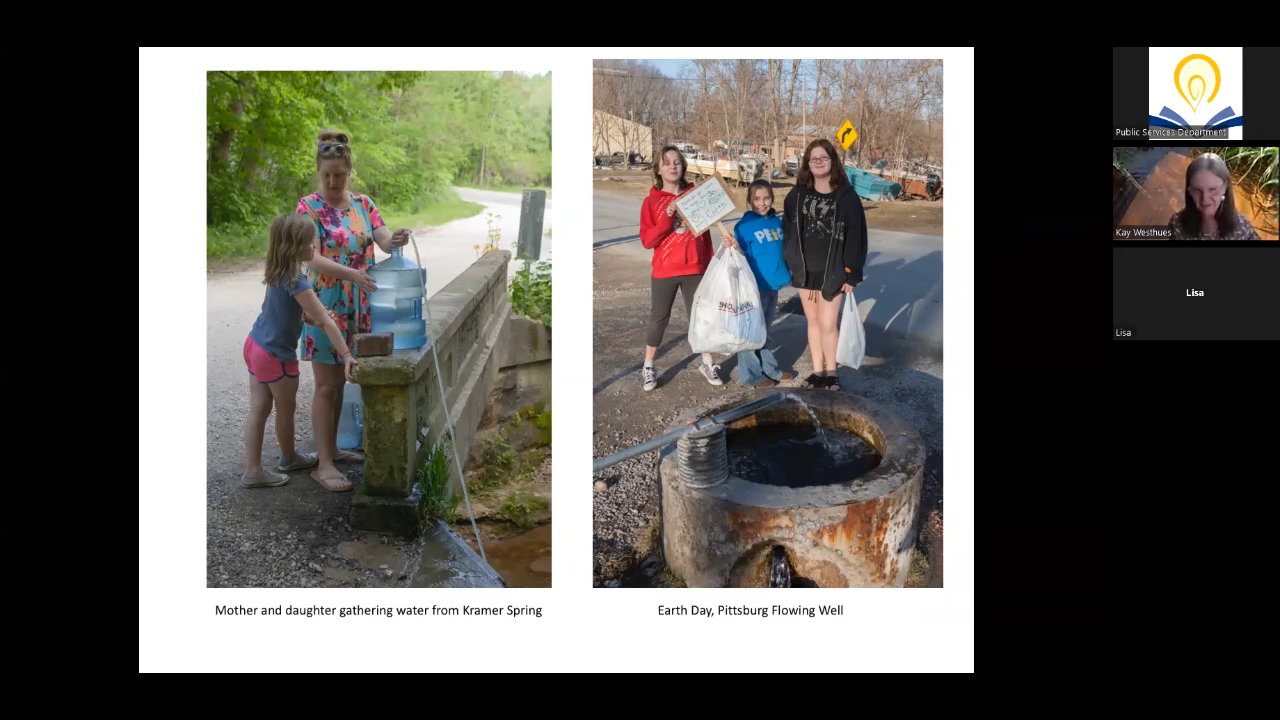 Mother and daughter gathering water from Kramer Spring
Earth Day, Pittsburg Flowing Well
Public Services Department
Kay Westhues
Lisa
Lisa